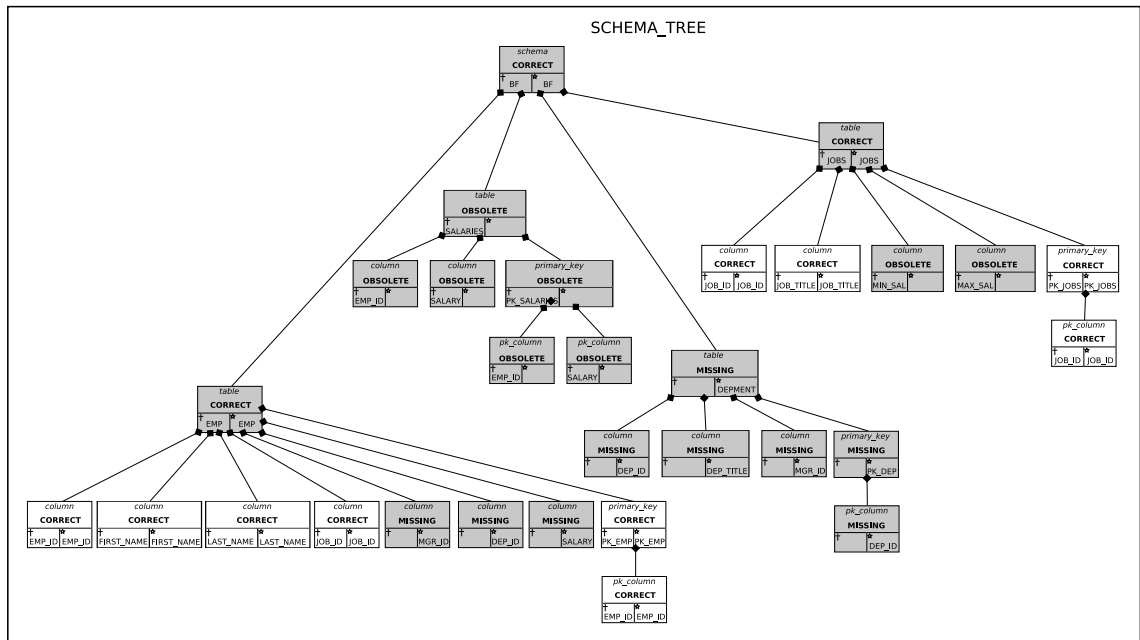 SCHEMA_TREE
schema
CORRECT
† ✡
BF BF
table
CORRECT
† ✡
JOBS JOBS
table
OBSOLETE
† ✡
SALARIES
column
CORRECT
† ✡
JOB_ID JOB_ID
column
CORRECT
† ✡
JOB_TITLE JOB_TITLE
column
OBSOLETE
† ✡
MIN_SAL
column
OBSOLETE
† ✡
MAX_SAL
primary_key
CORRECT
† ✡
PK_JOBS PK_JOBS
column
OBSOLETE
† ✡
EMP_ID
column
OBSOLETE
† ✡
SALARY
primary_key
OBSOLETE
† ✡
PK_SALARIES
pk_column
CORRECT
† ✡
JOB_ID JOB_ID
pk_column
OBSOLETE
† ✡
EMP_ID
pk_column
OBSOLETE
† ✡
SALARY
table
MISSING
† ✡
DEPMENT
table
CORRECT
† ✡
EMP EMP
column
MISSING
† ✡
DEP_ID
column
MISSING
† ✡
DEP_TITLE
column
MISSING
† ✡
MGR_ID
primary_key
MISSING
† ✡
PK_DEP
column
CORRECT
† ✡
EMP_ID EMP_ID
column
CORRECT
† ✡
FIRST_NAME FIRST_NAME
column
CORRECT
† ✡
LAST_NAME LAST_NAME
column
CORRECT
† ✡
JOB_ID JOB_ID
column
MISSING
† ✡
MGR_ID
column
MISSING
† ✡
DEP_ID
column
MISSING
† ✡
SALARY
primary_key
CORRECT
† ✡
PK_EMP PK_EMP
pk_column
MISSING
† ✡
DEP_ID
pk_column
CORRECT
† ✡
EMP_ID EMP_ID